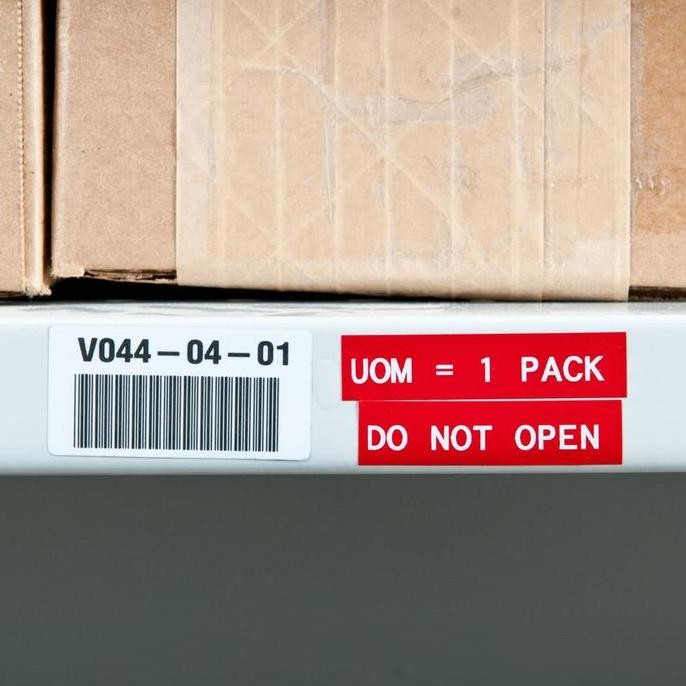 V044-04-01
UOM = 1 PACK
DO NOT OPEN